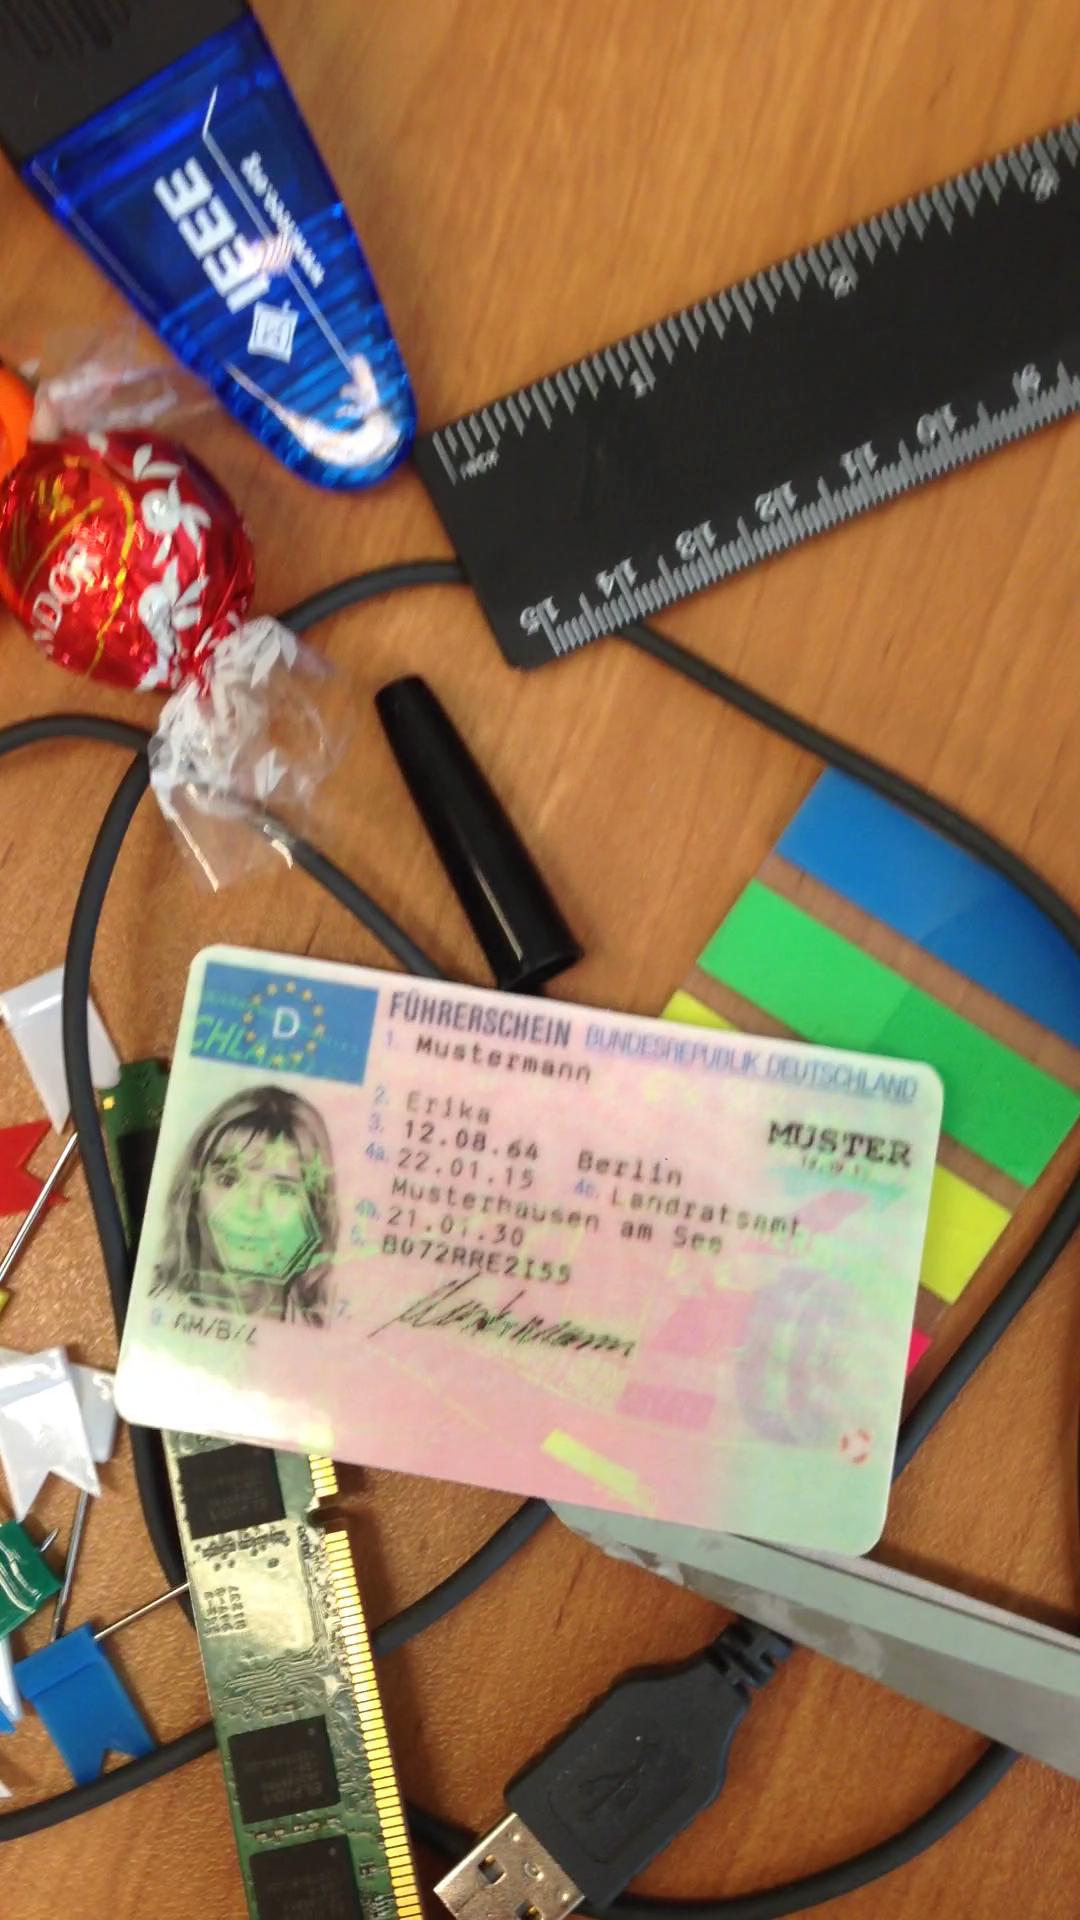 IEEE
NDOR
8
9
10
11
12
13
14
15
D
FÜHRERSCHEIN BUNDESREPUBLIK DEUTSCHLAND
1. Mustermann
2. Erika
MUSTER
3. 12.08.64 Berlin
4a. 22.01.15 4c. Landratsamt
Musterhausen am See
4b. 21.01.30
5. B072RRE2I55
7.
9. AM/B/L